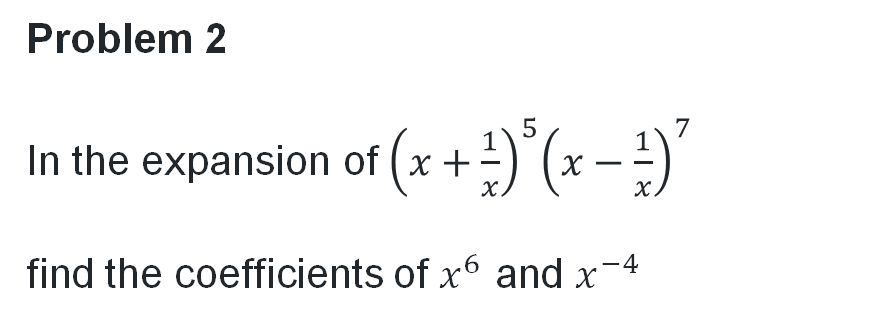 Problem 2
In the expansion of (x + 1/x)^5 (x − 1/x)^7
find the coefficients of x^6 and x^−4